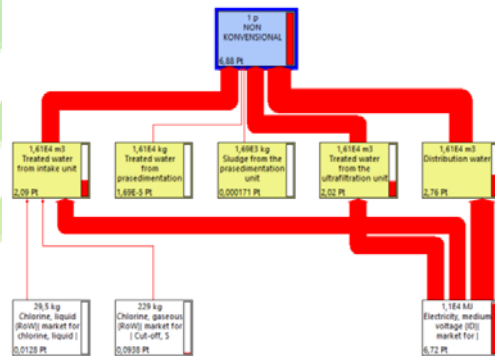 1 p
NON
KONVENSIONAL
6,88 Pt
1,61E4 m3
Treated water
from intake unit
2,09 Pt
1,61E4 kg
Treated water
from
prasedimentation
1,69E-5 Pt
1,69E3 kg
Sludge from the
prasedimentation
unit
0,000171 Pt
1,61E4 m3
Treated water
from the
ultrafiltration unit
2,02 Pt
1,61E4 m3
Distribution water
2,76 Pt
29,5 kg
Chlorine, liquid
{RoW}| market for
chlorine, liquid |
0,0128 Pt
229 kg
Chlorine, gaseous
{RoW}| market for
| Cut-off, S
0,0938 Pt
1,1E4 MJ
Electricity, medium
voltage {ID}|
market for |
6,72 Pt